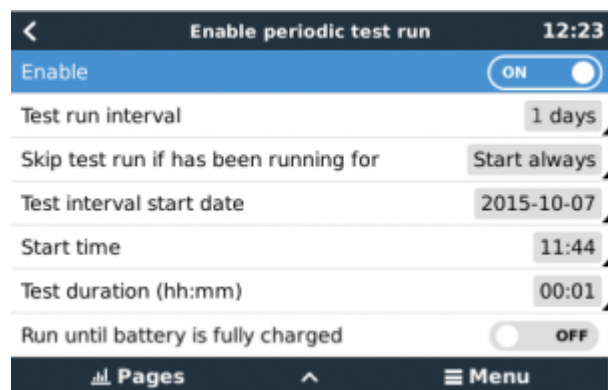 Enable periodic test run 12:23
Enable ON
Test run interval 1 days
Skip test run if has been running for Start always
Test interval start date 2015-10-07
Start time 11:44
Test duration (hh:mm) 00:01
Run until battery is fully charged OFF
Pages Menu